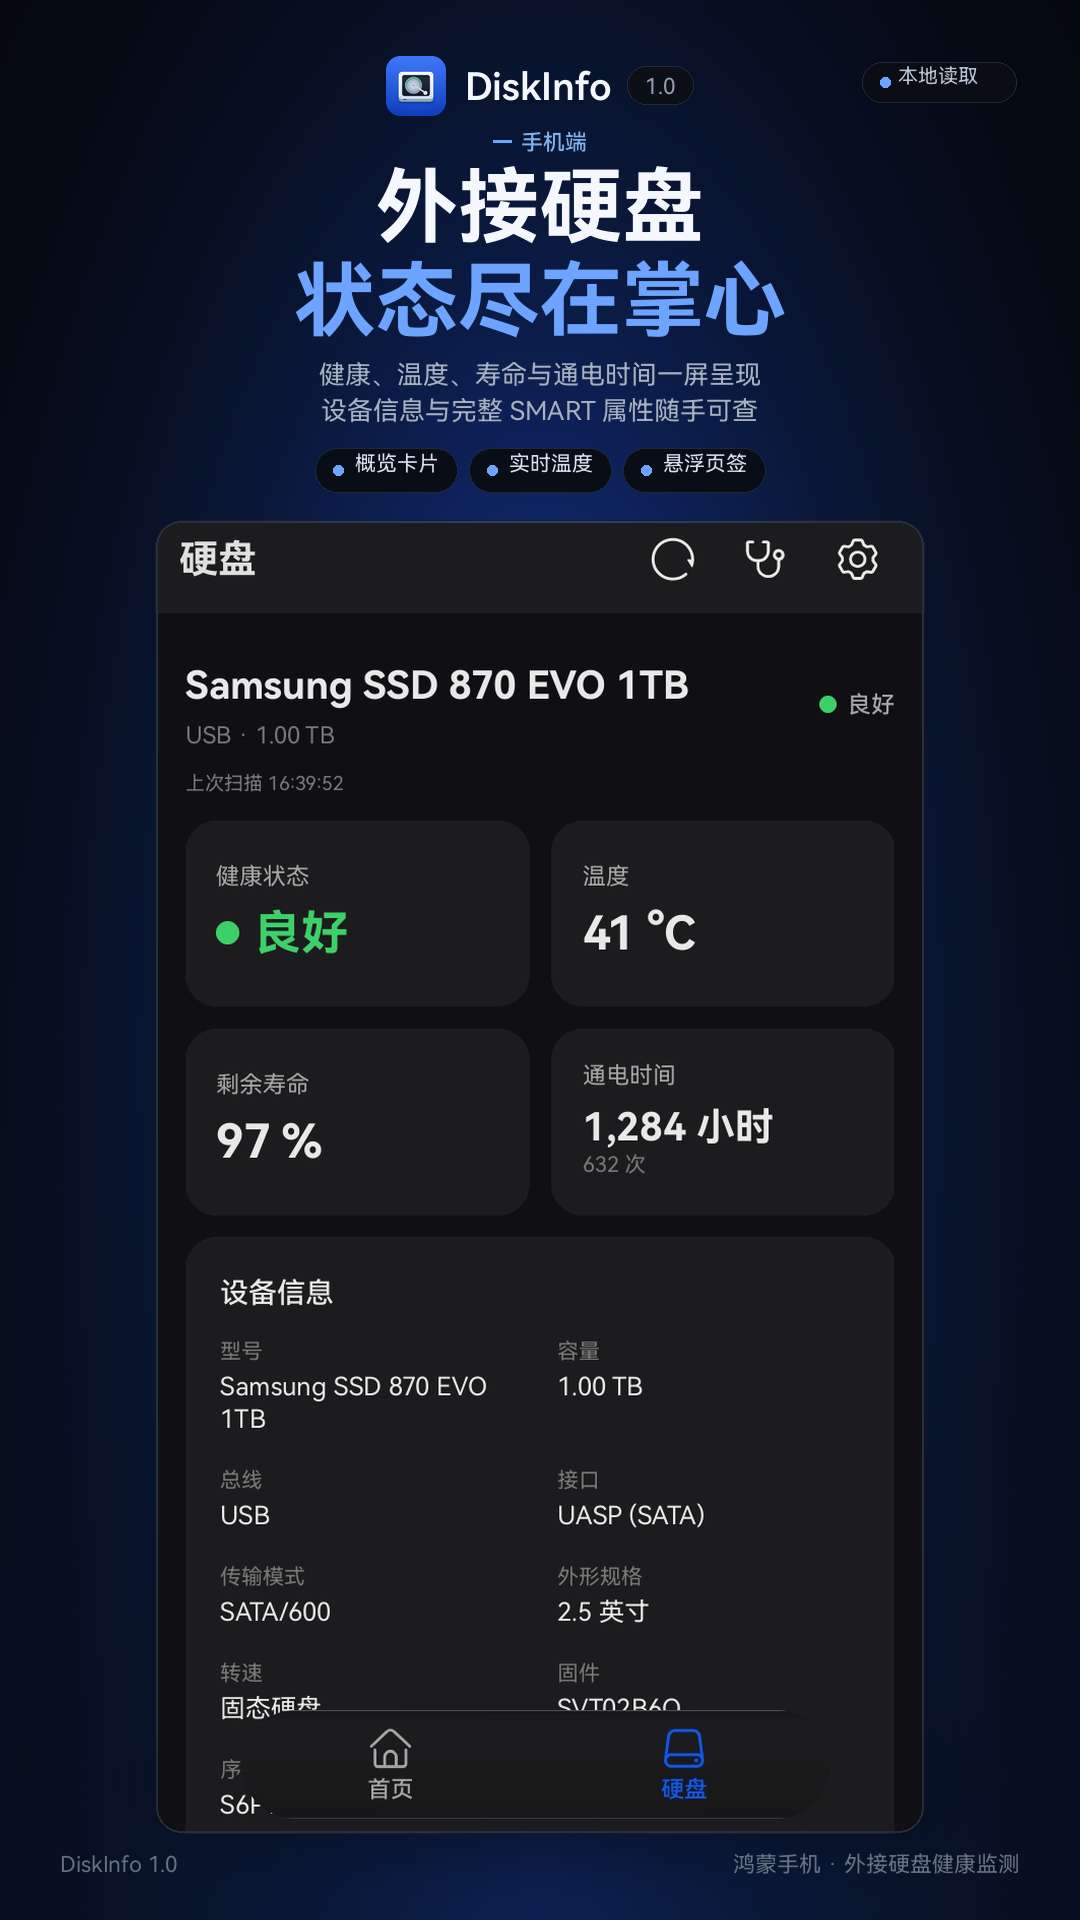 DiskInfo 1.0
本地读取
手机端
外接硬盘
状态尽在掌心
健康、温度、寿命与通电时间一屏呈现
设备信息与完整 SMART 属性随手可查
概览卡片 实时温度 悬浮页签
硬盘
Samsung SSD 870 EVO 1TB
良好
USB · 1.00 TB
上次扫描 16:39:52
健康状态 温度
良好 41 °C
剩余寿命 通电时间
97 % 1,284 小时
632 次
设备信息
型号 容量
Samsung SSD 870 EVO 1.00 TB
1TB
总线 接口
USB UASP (SATA)
传输模式 外形规格
SATA/600 2.5 英寸
转速 固件
固态硬盘 SVT02B6Q
序
首页 硬盘
DiskInfo 1.0 鸿蒙手机 · 外接硬盘健康监测